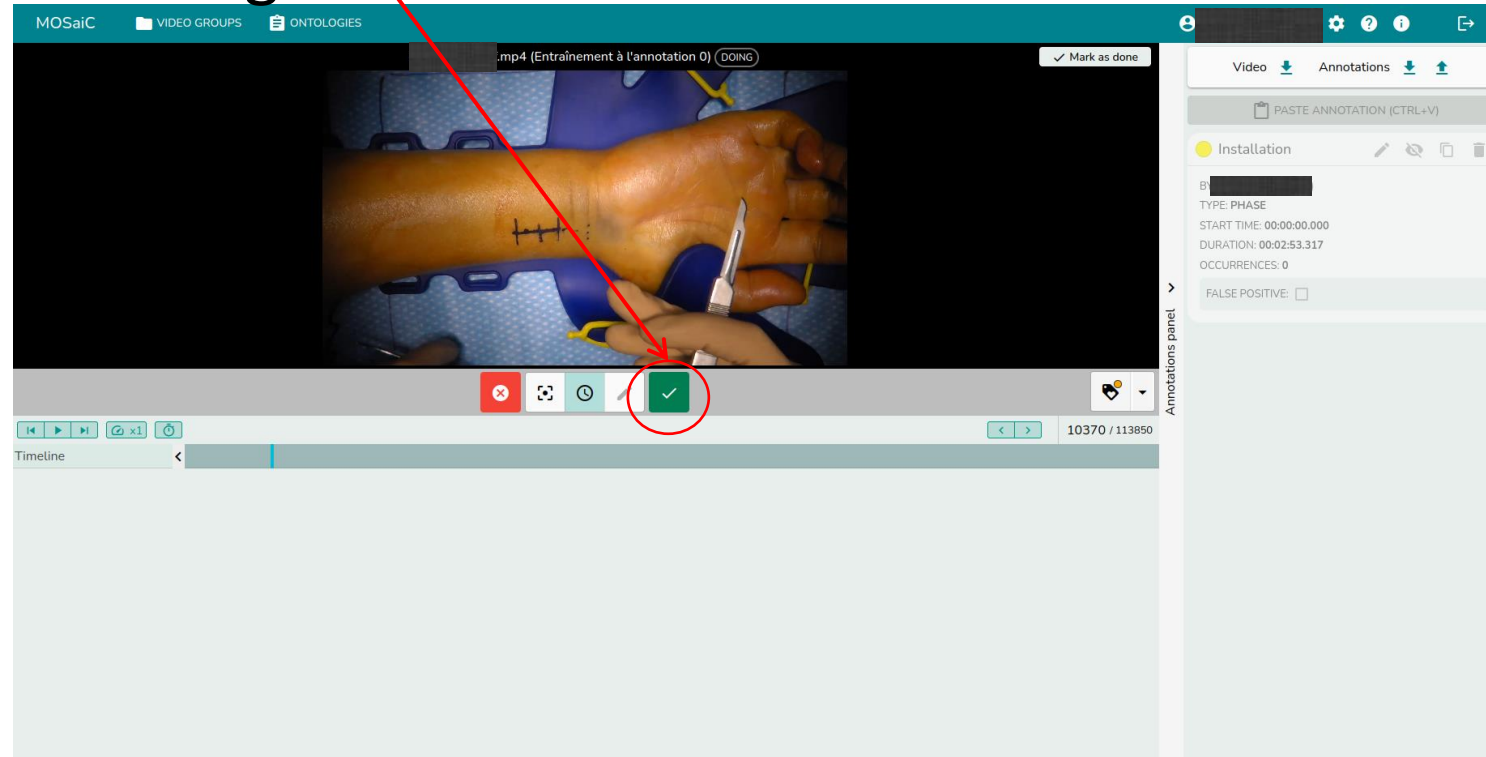 MOSaiC VIDEO GROUPS ONTOLOGIES
.mp4 (Entraînement à l'annotation 0) DOING
Mark as done
Video Annotations
PASTE ANNOTATION (CTRL+V)
Installation
BY
TYPE: PHASE
START TIME: 00:00:00.000
DURATION: 00:02:53.317
OCCURRENCES: 0
FALSE POSITIVE:
Annotations panel
x1
10370 / 113850
Timeline